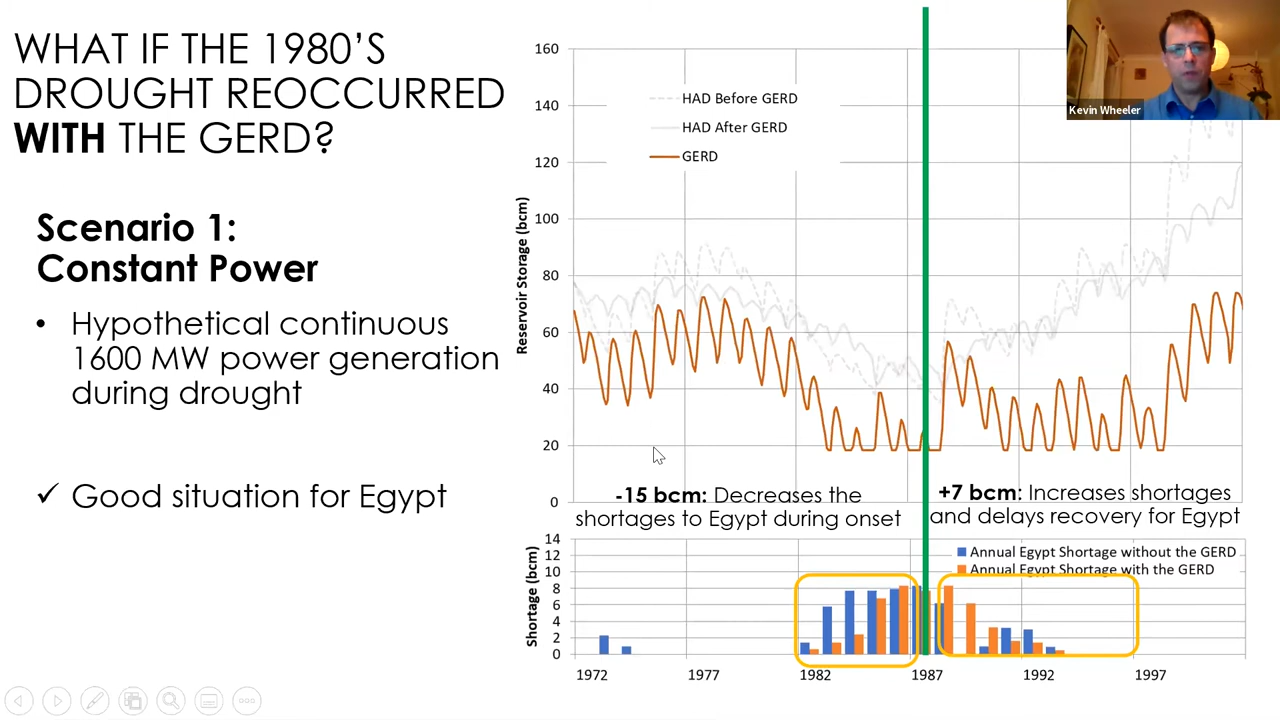 WHAT IF THE 1980'S
DROUGHT REOCCURRED
WITH THE GERD?
Scenario 1:
Constant Power
• Hypothetical continuous
1600 MW power generation
during drought
✓ Good situation for Egypt
Kevin Wheeler
Reservoir Storage (bcm)
160
140
120
100
80
60
40
20
0
HAD Before GERD
HAD After GERD
GERD
-15 bcm: Decreases the
shortages to Egypt during onset
+7 bcm: Increases shortages
and delays recovery for Egypt
Shortage (bcm)
14
12
10
8
6
4
2
0
Annual Egypt Shortage without the GERD
Annual Egypt Shortage with the GERD
1972
1977
1982
1987
1992
1997